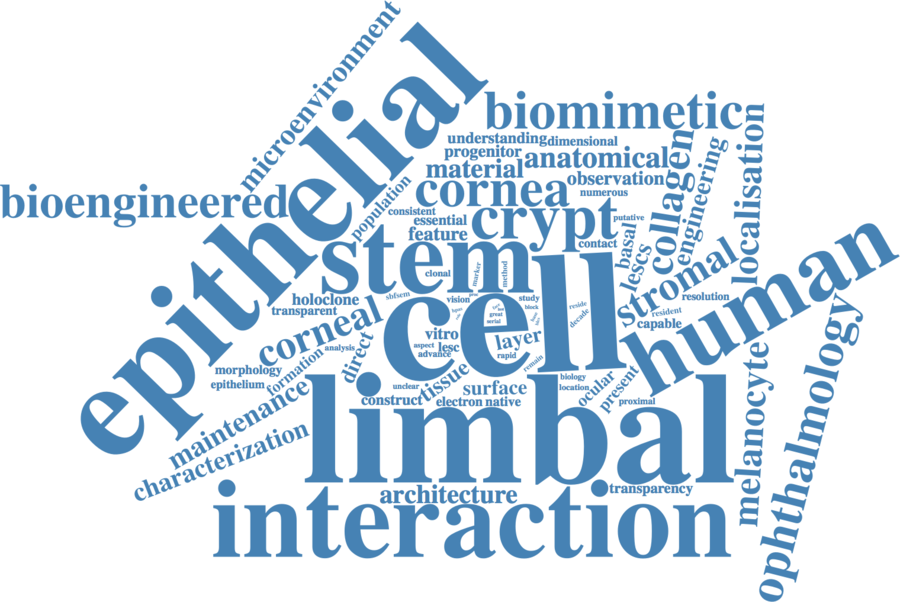 microenvironment
epithelial
biomimetic
understanding
dimensional
progenitor
anatomical
material
observation
population
cornea
numerous
bioengineered
consistent
crypt
putative
essential
feature
contact
collagen
engineering
localisation
basal
lescs
stem
clonal
marker
method
cell
stromal
human
holoclone
sbfsem
transparent
vision
study
block
great
serial
reside
decade
resolution
resident
capable
corneal
vitro
lesc
layer
aspect
advance
rapid
analysis
direct
formation
morphology
epithelium
remain
tissue
unclear
surface
biology
location
ocular
present
proximal
construct
electron
native
maintenance
characterization
limbal
melanocyte
ophthalmology
architecture
transparency
interaction